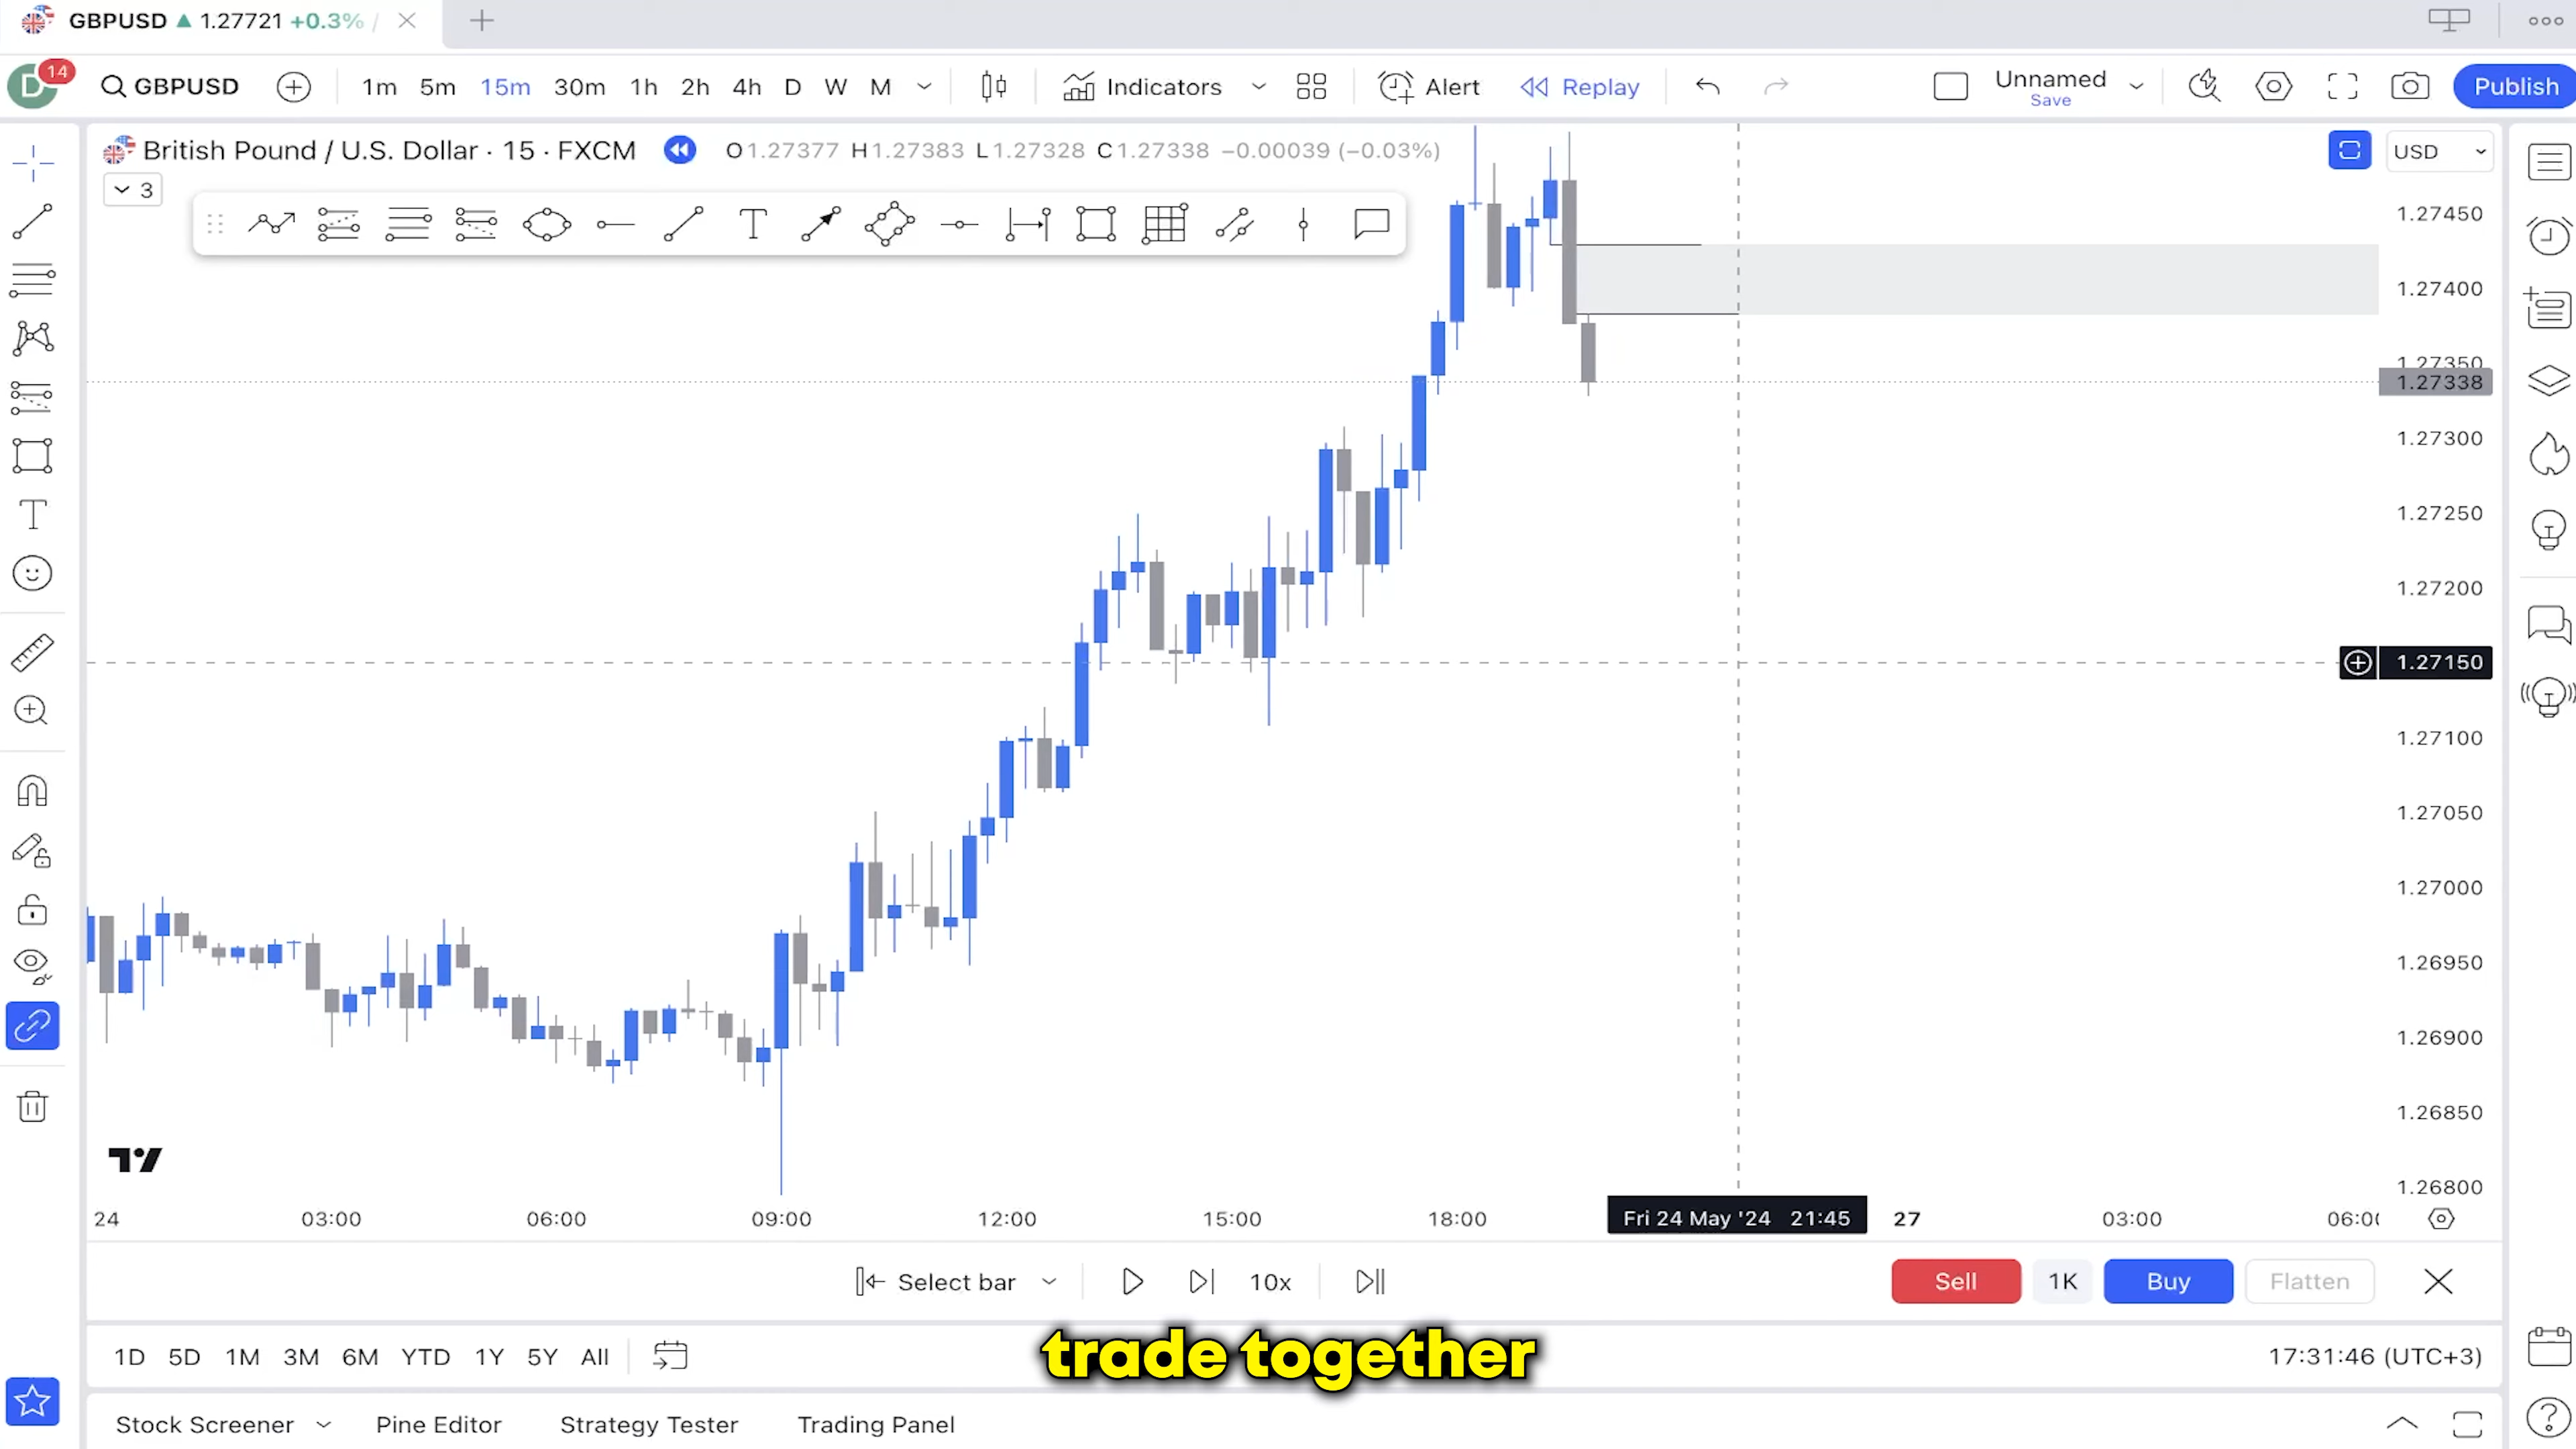 GBPUSD ▲ 1.27721 +0.3% /
D 14 GBPUSD 1m 5m 15m 30m 1h 2h 4h D W M Indicators Alert Replay Unnamed Save Publish
British Pound / U.S. Dollar · 15 · FXCM O1.27377 H1.27383 L1.27328 C1.27338 −0.00039 (−0.03%) USD
3
1.27450
1.27400
1.27350
1.27338
1.27300
1.27250
1.27200
1.27150
1.27100
1.27050
1.27000
1.26950
1.26900
1.26850
1.26800
24 03:00 06:00 09:00 12:00 15:00 18:00 Fri 24 May '24 21:45 27 03:00 06:00
Select bar 10x Sell 1K Buy Flatten
1D 5D 1M 3M 6M YTD 1Y 5Y All 17:31:46 (UTC+3)
trade together
Stock Screener Pine Editor Strategy Tester Trading Panel